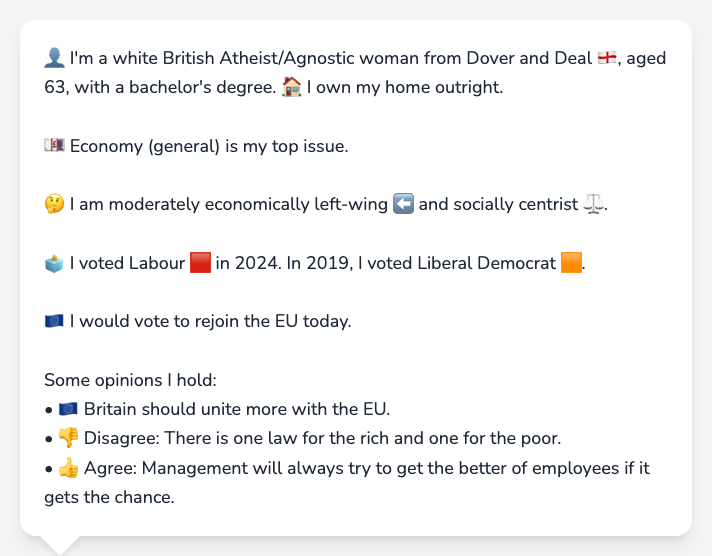 👤 I'm a white British Atheist/Agnostic woman from Dover and Deal 🏴󠁧󠁢󠁥󠁮󠁧󠁿, aged
63, with a bachelor's degree. 🏠 I own my home outright.
💷 Economy (general) is my top issue.
🤔 I am moderately economically left-wing ⬅️ and socially centrist ⚖️.
🗳️ I voted Labour 🟥 in 2024. In 2019, I voted Liberal Democrat 🟧.
🇪🇺 I would vote to rejoin the EU today.
Some opinions I hold:
• 🇪🇺 Britain should unite more with the EU.
• 👎 Disagree: There is one law for the rich and one for the poor.
• 👍 Agree: Management will always try to get the better of employees if it
gets the chance.